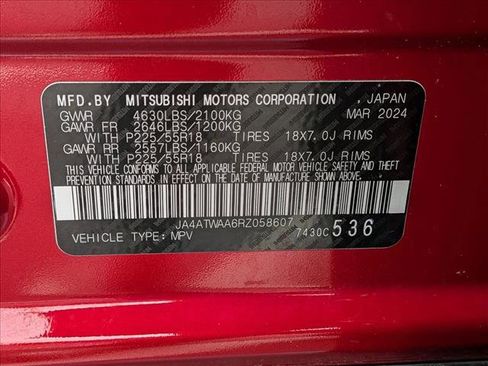 MFD.BY MITSUBISHI MOTORS CORPORATION , JAPAN
GVWR 4630LBS/2100KG MAR 2024
GAWR FR 2646LBS/1200KG
WITH P225/55R18 TIRES 18X7.0J RIMS
GAWR RR 2557LBS/1160KG
WITH P225/55R18 TIRES 18X7.0J RIMS
THIS VEHICLE CONFORMS TO ALL APPLICABLE FEDERAL
MOTOR VEHICLE SAFETY AND THEFT
PREVENTION STANDARDS IN EFFECT ON THE DATE OF MANUFACTURE SHOWN ABOVE.
JA4ATWAA6RZ058607
VEHICLE TYPE: MPV 7430C 536